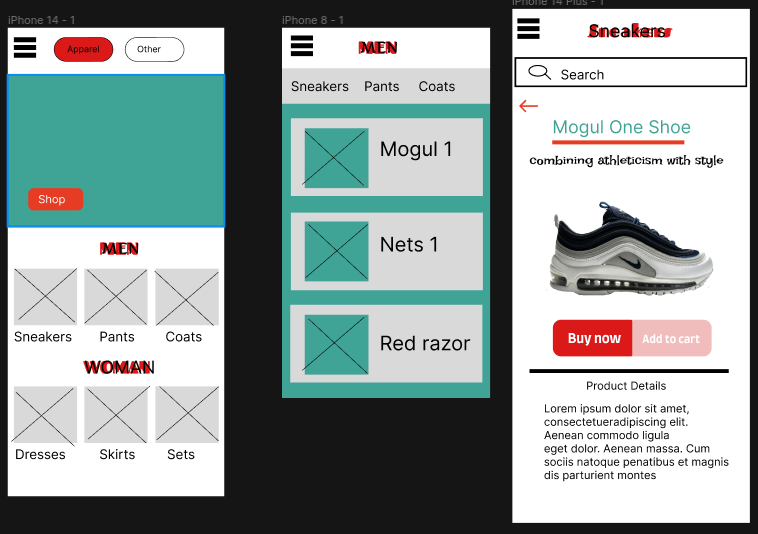 iPhone 14 - 1
Apparel
Other
Shop
MEN
Sneakers
Pants
Coats
WOMAN
Dresses
Skirts
Sets
iPhone 8 - 1
MEN
Sneakers
Pants
Coats
Mogul 1
Nets 1
Red razor
iPhone 14 Plus - 1
Sneakers
Search
Mogul One Shoe
combining athleticism with style
Buy now
Add to cart
Product Details
Lorem ipsum dolor sit amet,
consectetueradipiscing elit.
Aenean commodo ligula
eget dolor. Aenean massa. Cum
sociis natoque penatibus et magnis
dis parturient montes